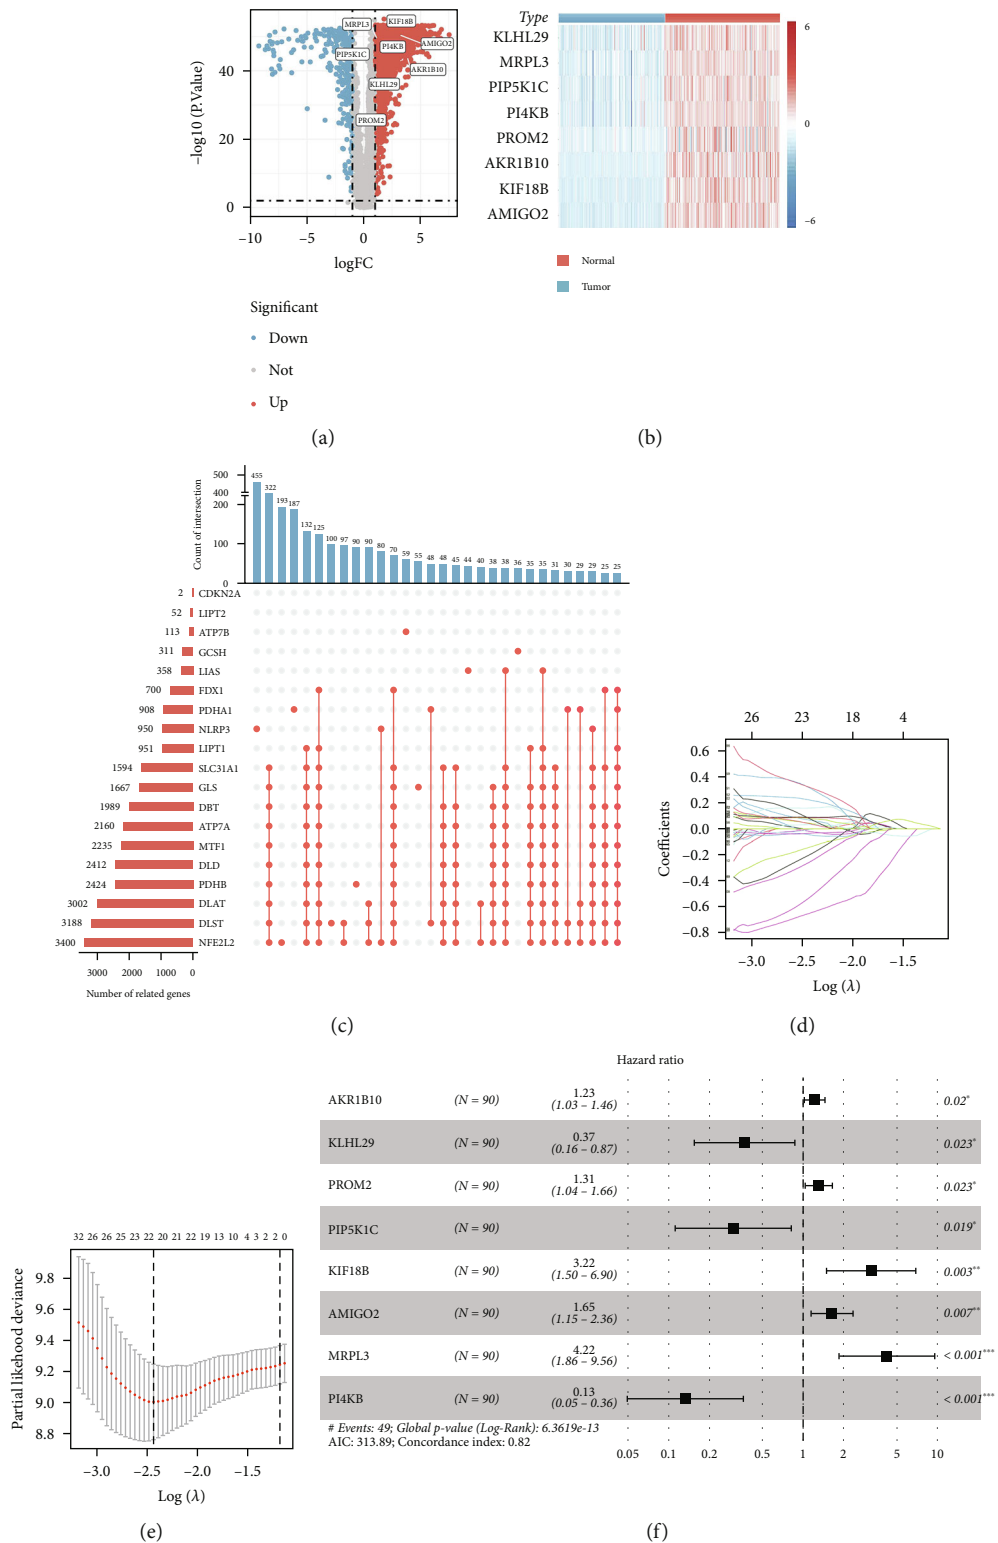 MRPL3
KIF18B
PIP5K1C
PI4KB
AMIGO2
AKR1B10
KLHL29
PROM2
−log10 (P.Value)
40
20
0
−10
−5
0
5
logFC
Significant
Down
Not
Up
(a)
Type
KLHL29
MRPL3
PIP5K1C
PI4KB
PROM2
AKR1B10
KIF18B
AMIGO2
6
0
−6
Normal
Tumor
(b)
Count of intersection
500
400
200
100
0
455 322 193 187 132 125 100 97 90 90 80 70 59 55 48 48 45 44 40 38 38 36 35 35 31 30 29 29 25 25
2 CDKN2A
52 LIPT2
113 ATP7B
311 GCSH
358 LIAS
700 FDX1
908 PDHA1
950 NLRP3
951 LIPT1
1594 SLC31A1
1667 GLS
1989 DBT
2160 ATP7A
2235 MTF1
2412 DLD
2424 PDHB
3002 DLAT
3188 DLST
3400 NFE2L2
3000 2000 1000 0
Number of related genes
(c)
26 23 18 4
Coefficients
0.6
0.4
0.2
0.0
−0.2
−0.4
−0.6
−0.8
−3.0 −2.5 −2.0 −1.5
Log (λ)
(d)
32 26 26 25 23 22 20 21 22 19 13 10 4 3 2 2 0
Partial likelihood deviance
9.8
9.6
9.4
9.2
9.0
8.8
−3.0 −2.5 −2.0 −1.5
Log (λ)
(e)
Hazard ratio
AKR1B10 (N = 90) 1.23 (1.03 – 1.46) 0.02*
KLHL29 (N = 90) 0.37 (0.16 – 0.87) 0.023*
PROM2 (N = 90) 1.31 (1.04 – 1.66) 0.023*
PIP5K1C (N = 90) 0.019*
KIF18B (N = 90) 3.22 (1.50 – 6.90) 0.003**
AMIGO2 (N = 90) 1.65 (1.15 – 2.36) 0.007**
MRPL3 (N = 90) 4.22 (1.86 – 9.56) < 0.001***
PI4KB (N = 90) 0.13 (0.05 – 0.36) < 0.001***
# Events: 49; Global p-value (Log-Rank): 6.3619e-13
AIC: 313.89; Concordance index: 0.82
0.05 0.1 0.2 0.5 1 2 5 10
(f)